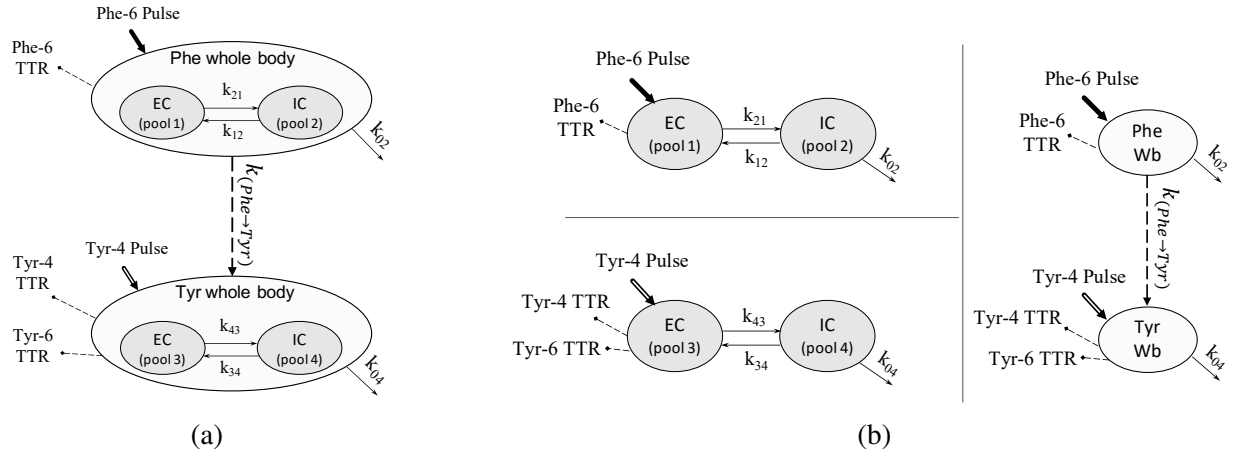 Phe-6 Pulse
Phe-6
TTR
Phe whole body
EC
(pool 1)
k21
k12
IC
(pool 2)
k02
k(Phe→Tyr)
Tyr-4 Pulse
Tyr-4
TTR
Tyr-6
TTR
Tyr whole body
EC
(pool 3)
k43
k34
IC
(pool 4)
k04
(a)
Phe-6 Pulse
Phe-6
TTR
EC
(pool 1)
k21
k12
IC
(pool 2)
k02
Tyr-4 Pulse
Tyr-4 TTR
Tyr-6 TTR
EC
(pool 3)
k43
k34
IC
(pool 4)
k04
Phe-6 Pulse
Phe-6
TTR
Phe
Wb
k02
k(Phe→Tyr)
Tyr-4 Pulse
Tyr-4 TTR
Tyr-6 TTR
Tyr
Wb
k04
(b)